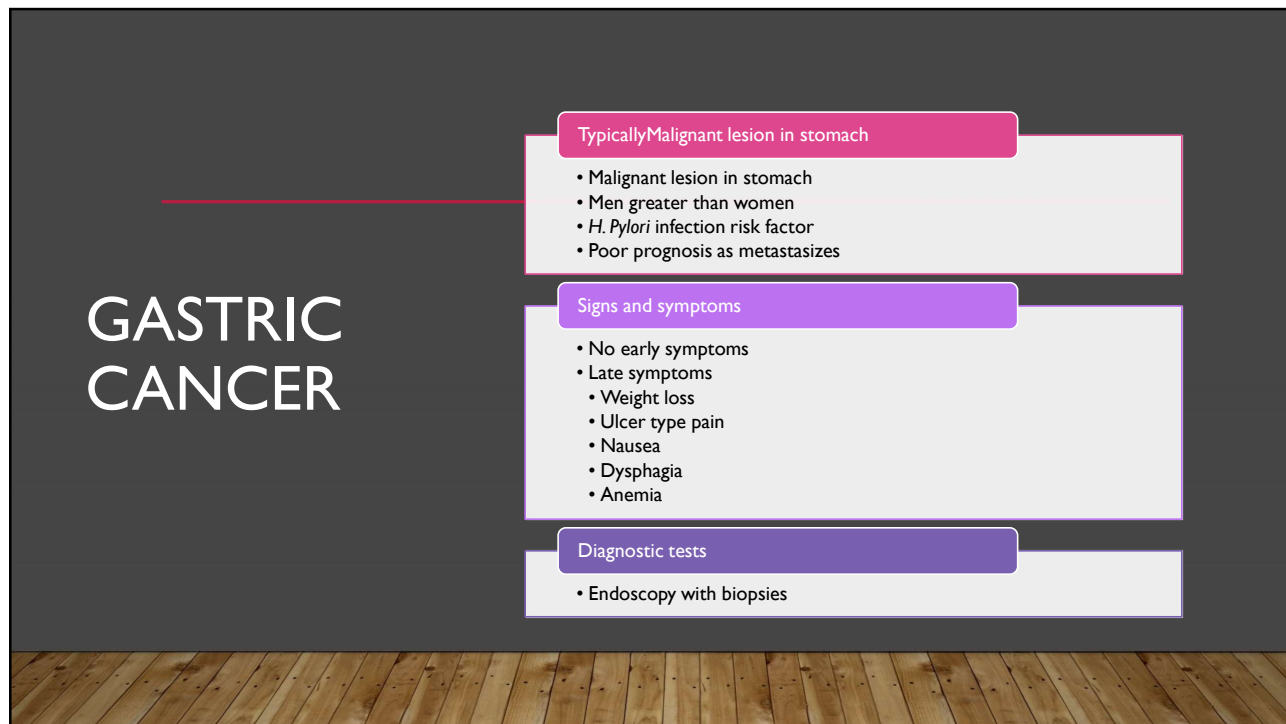 GASTRIC
CANCER
TypicallyMalignant lesion in stomach
• Malignant lesion in stomach
• Men greater than women
• H. Pylori infection risk factor
• Poor prognosis as metastasizes
Signs and symptoms
• No early symptoms
• Late symptoms
• Weight loss
• Ulcer type pain
• Nausea
• Dysphagia
• Anemia
Diagnostic tests
• Endoscopy with biopsies